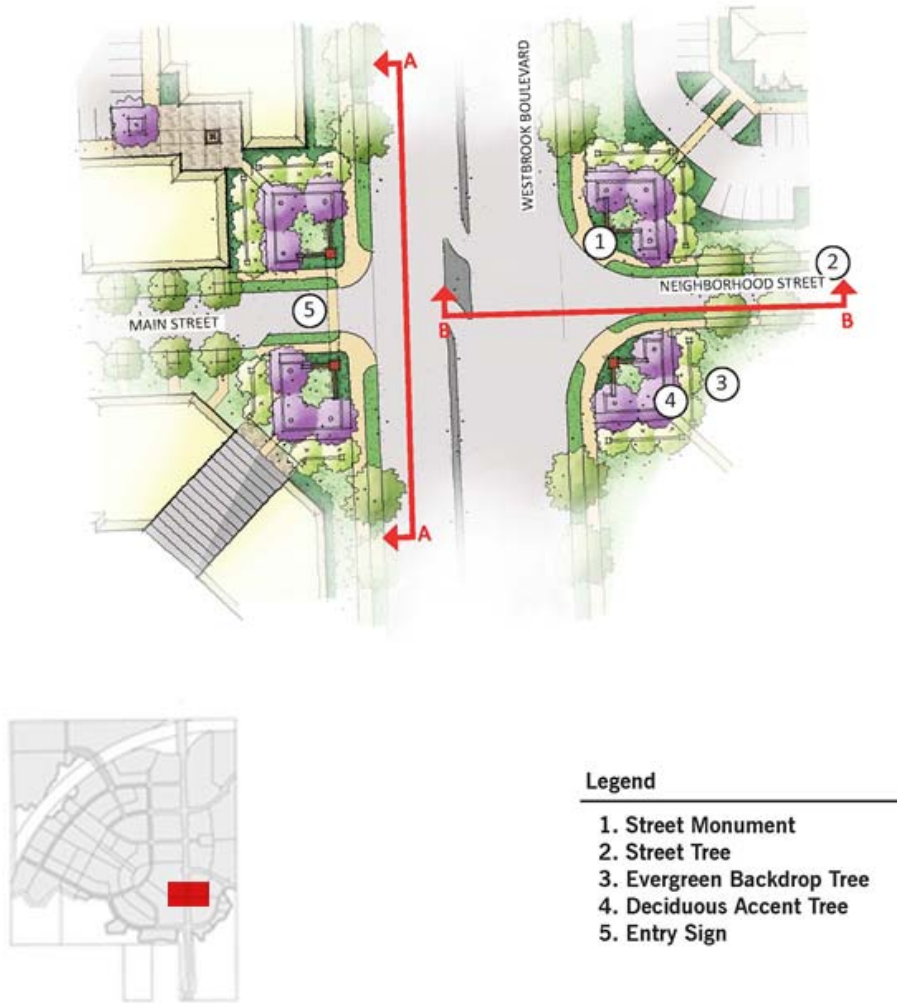 A
WESTBROOK BOULEVARD
1
2
NEIGHBORHOOD STREET
5
MAIN STREET
B
B
3
4
A
Legend
1. Street Monument
2. Street Tree
3. Evergreen Backdrop Tree
4. Deciduous Accent Tree
5. Entry Sign